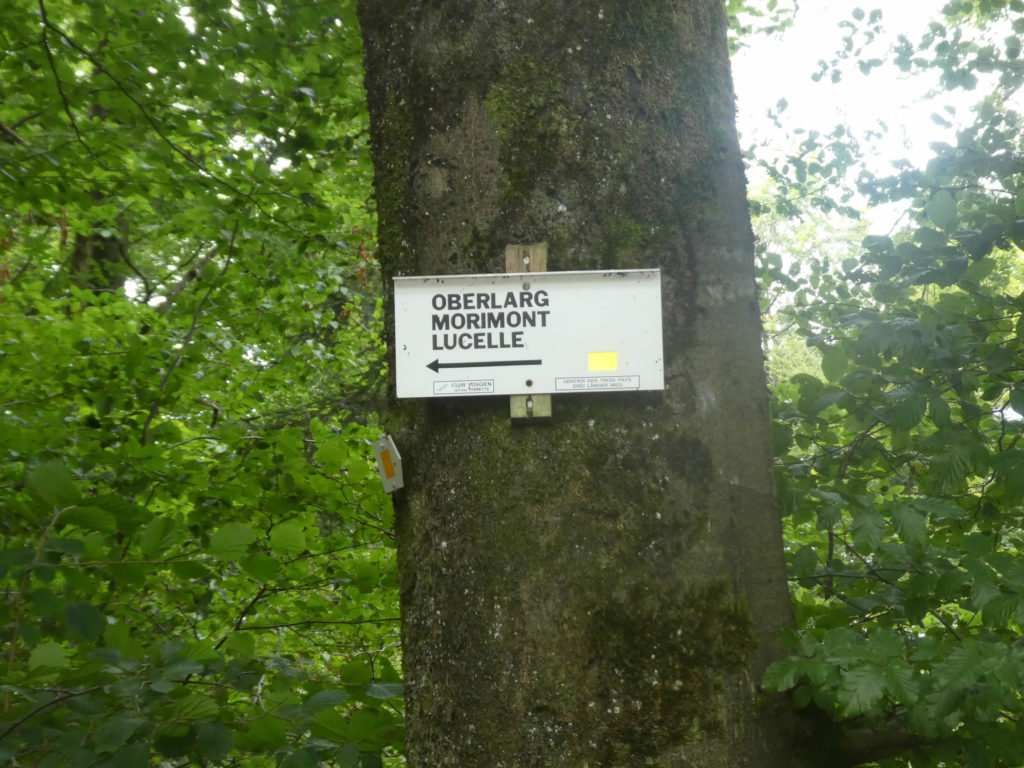 OBERLARG
MORIMONT
LUCELLE
CLUB VOSGIEN
SENTIER DES TROIS PAYS
DREI LÄNDER WEG